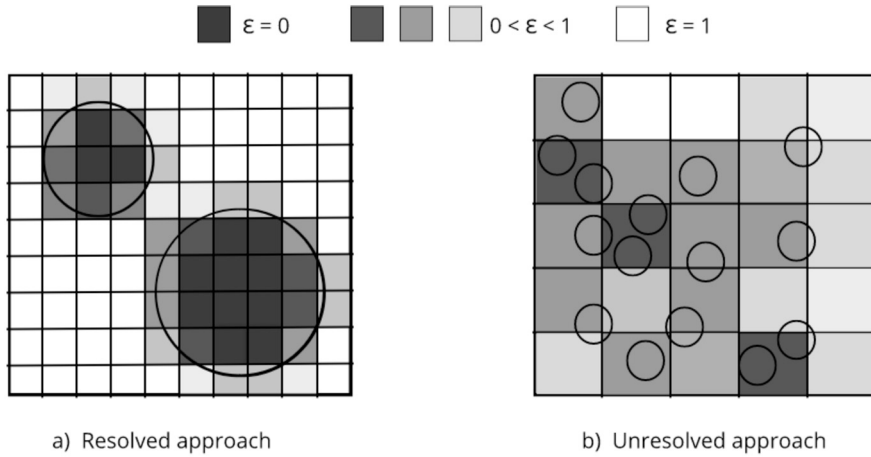 ε = 0
0 < ε < 1
ε = 1
a) Resolved approach
b) Unresolved approach